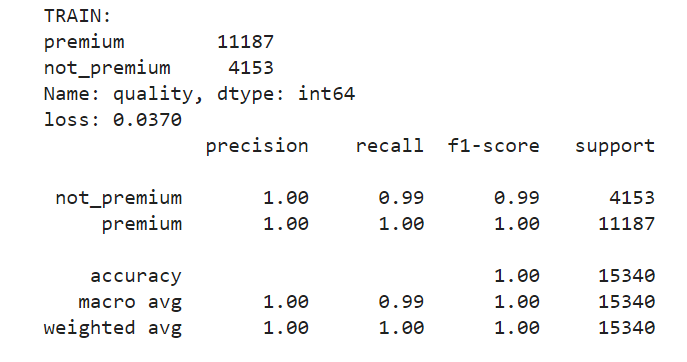 TRAIN:
premium 11187
not_premium 4153
Name: quality, dtype: int64
loss: 0.0370
precision recall f1-score support
not_premium 1.00 0.99 0.99 4153
premium 1.00 1.00 1.00 11187
accuracy 1.00 15340
macro avg 1.00 0.99 1.00 15340
weighted avg 1.00 1.00 1.00 15340